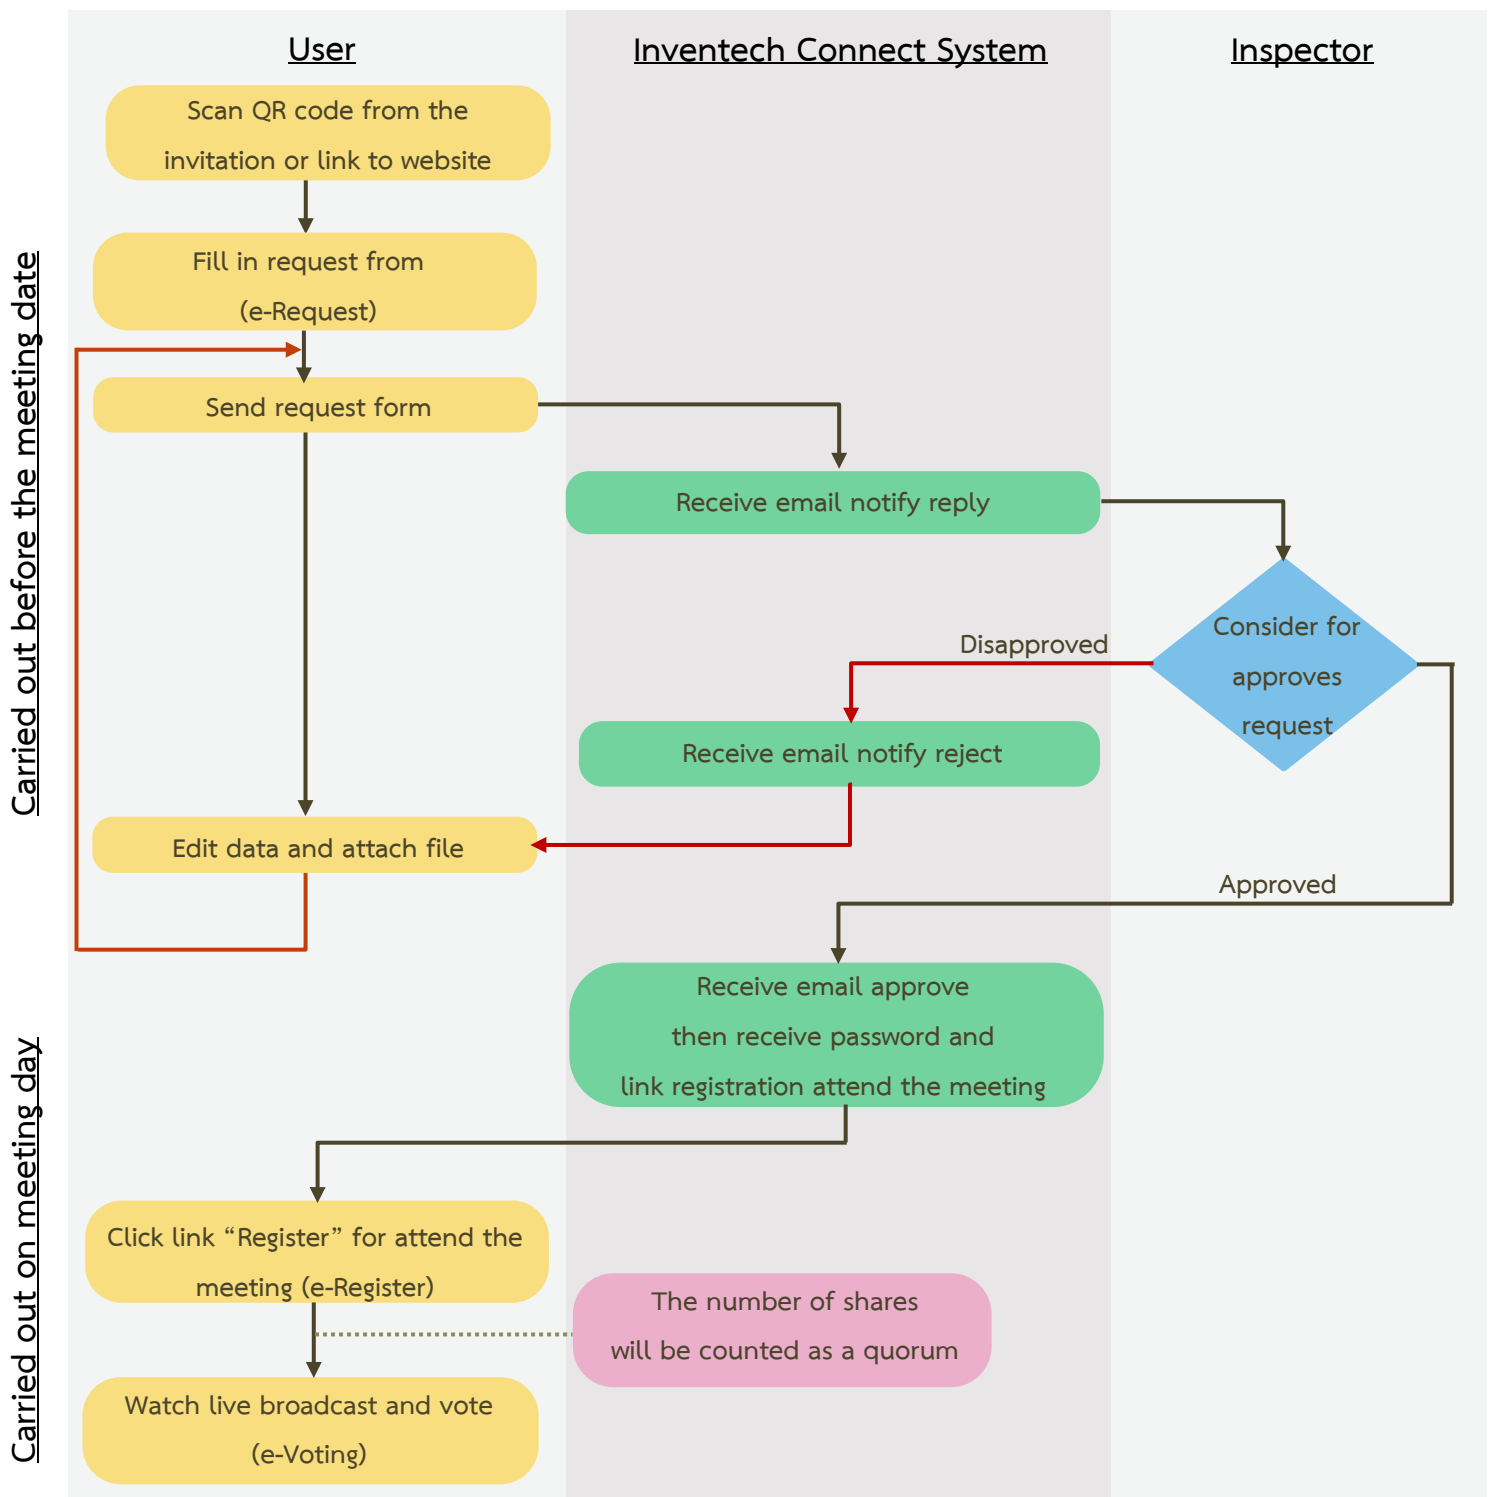 User
Inventech Connect System
Inspector
Carried out before the meeting date
Scan QR code from the
invitation or link to website
Fill in request from
(e-Request)
Send request form
Receive email notify reply
Consider for
approves
request
Disapproved
Receive email notify reject
Edit data and attach file
Approved
Receive email approve
then receive password and
link registration attend the meeting
Carried out on meeting day
Click link “Register” for attend the
meeting (e-Register)
The number of shares
will be counted as a quorum
Watch live broadcast and vote
(e-Voting)